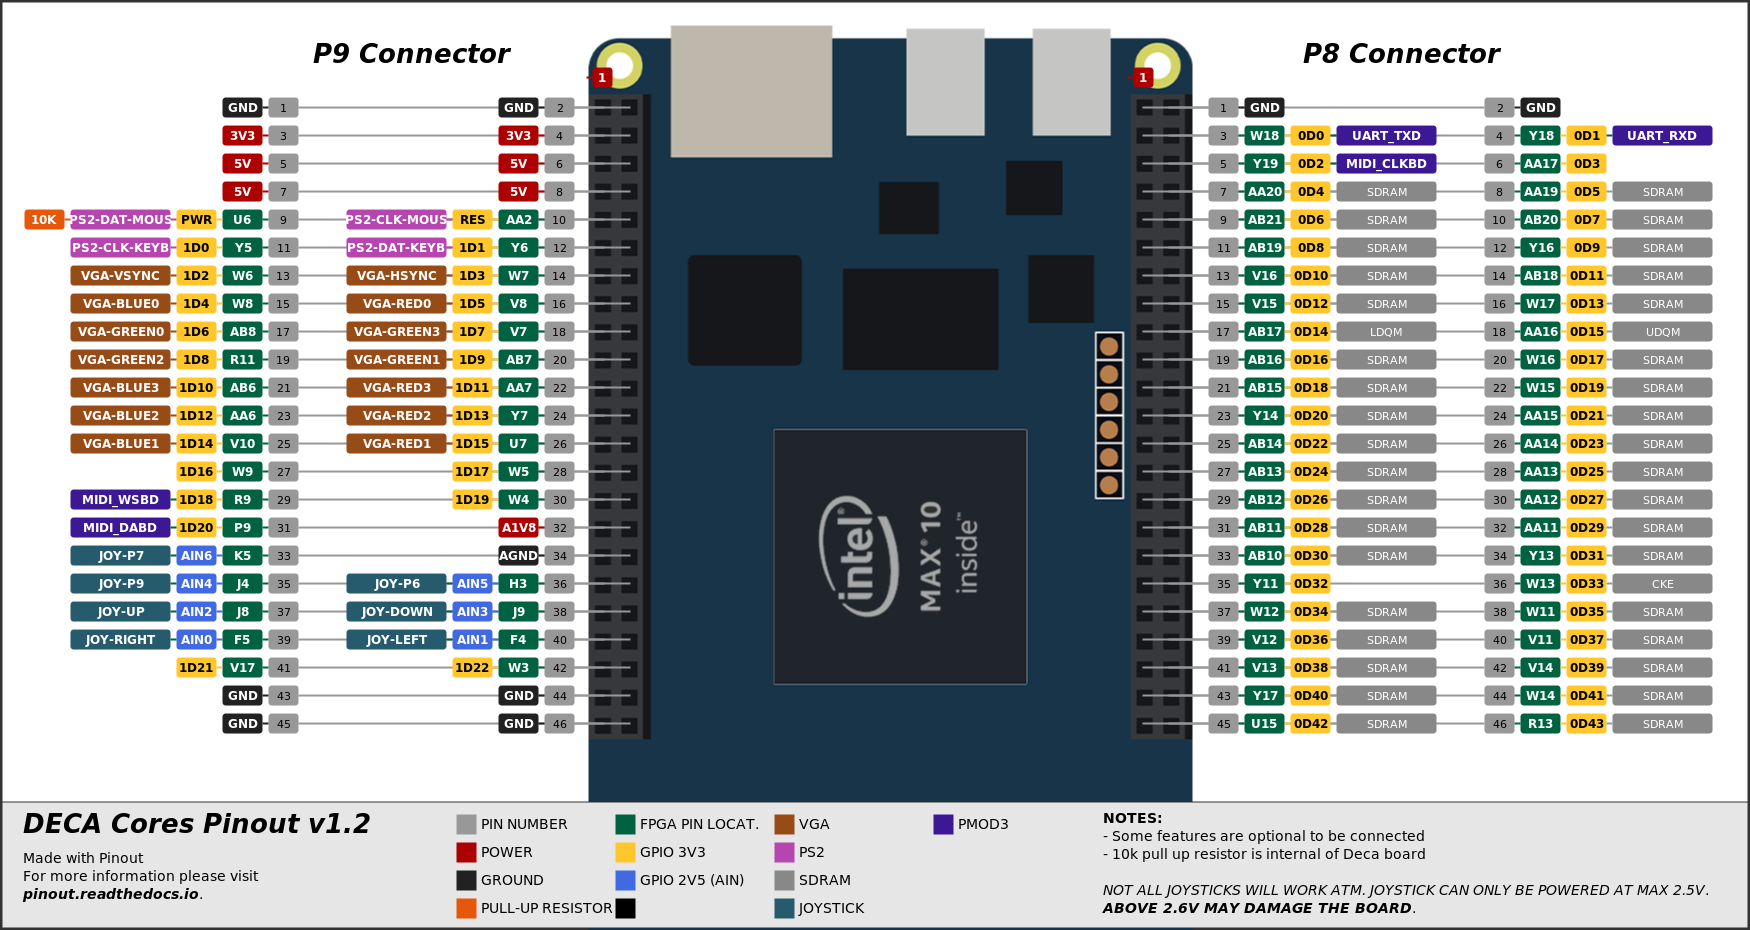 P9 Connector
P8 Connector
1
1
GND 1 GND 2
3V3 3 3V3 4
5V 5 5V 6
5V 7 5V 8
10K PS2-DAT-MOUS PWR U6 9 PS2-CLK-MOUS RES AA2 10
PS2-CLK-KEYB 1D0 Y5 11 PS2-DAT-KEYB 1D1 Y6 12
VGA-VSYNC 1D2 W6 13 VGA-HSYNC 1D3 W7 14
VGA-BLUE0 1D4 W8 15 VGA-RED0 1D5 V8 16
VGA-GREEN0 1D6 AB8 17 VGA-GREEN3 1D7 V7 18
VGA-GREEN2 1D8 R11 19 VGA-GREEN1 1D9 AB7 20
VGA-BLUE3 1D10 AB6 21 VGA-RED3 1D11 AA7 22
VGA-BLUE2 1D12 AA6 23 VGA-RED2 1D13 Y7 24
VGA-BLUE1 1D14 V10 25 VGA-RED1 1D15 U7 26
1D16 W9 27 1D17 W5 28
MIDI_WSBD 1D18 R9 29 1D19 W4 30
MIDI_DABD 1D20 P9 31 A1V8 32
JOY-P7 AIN6 K5 33 AGND 34
JOY-P9 AIN4 J4 35 JOY-P6 AIN5 H3 36
JOY-UP AIN2 J8 37 JOY-DOWN AIN3 J9 38
JOY-RIGHT AIN0 F5 39 JOY-LEFT AIN1 F4 40
1D21 V17 41 1D22 W3 42
GND 43 GND 44
GND 45 GND 46
intel®
MAX® 10
inside™
1 GND 2 GND
3 W18 0D0 UART_TXD 4 Y18 0D1 UART_RXD
5 Y19 0D2 MIDI_CLKBD 6 AA17 0D3
7 AA20 0D4 SDRAM 8 AA19 0D5 SDRAM
9 AB21 0D6 SDRAM 10 AB20 0D7 SDRAM
11 AB19 0D8 SDRAM 12 Y16 0D9 SDRAM
13 V16 0D10 SDRAM 14 AB18 0D11 SDRAM
15 V15 0D12 SDRAM 16 W17 0D13 SDRAM
17 AB17 0D14 LDQM 18 AA16 0D15 UDQM
19 AB16 0D16 SDRAM 20 W16 0D17 SDRAM
21 AB15 0D18 SDRAM 22 W15 0D19 SDRAM
23 Y14 0D20 SDRAM 24 AA15 0D21 SDRAM
25 AB14 0D22 SDRAM 26 AA14 0D23 SDRAM
27 AB13 0D24 SDRAM 28 AA13 0D25 SDRAM
29 AB12 0D26 SDRAM 30 AA12 0D27 SDRAM
31 AB11 0D28 SDRAM 32 AA11 0D29 SDRAM
33 AB10 0D30 SDRAM 34 Y13 0D31 SDRAM
35 Y11 0D32 36 W13 0D33 CKE
37 W12 0D34 SDRAM 38 W11 0D35 SDRAM
39 V12 0D36 SDRAM 40 V11 0D37 SDRAM
41 V13 0D38 SDRAM 42 V14 0D39 SDRAM
43 Y17 0D40 SDRAM 44 W14 0D41 SDRAM
45 U15 0D42 SDRAM 46 R13 0D43 SDRAM
DECA Cores Pinout v1.2
Made with Pinout
For more information please visit
pinout.readthedocs.io.
PIN NUMBER
POWER
GROUND
PULL-UP RESISTOR
FPGA PIN LOCAT.
GPIO 3V3
GPIO 2V5 (AIN)
VGA
PS2
SDRAM
JOYSTICK
PMOD3
NOTES:
- Some features are optional to be connected
- 10k pull up resistor is internal of Deca board
NOT ALL JOYSTICKS WILL WORK ATM. JOYSTICK CAN ONLY BE POWERED AT MAX 2.5V.
ABOVE 2.6V MAY DAMAGE THE BOARD.